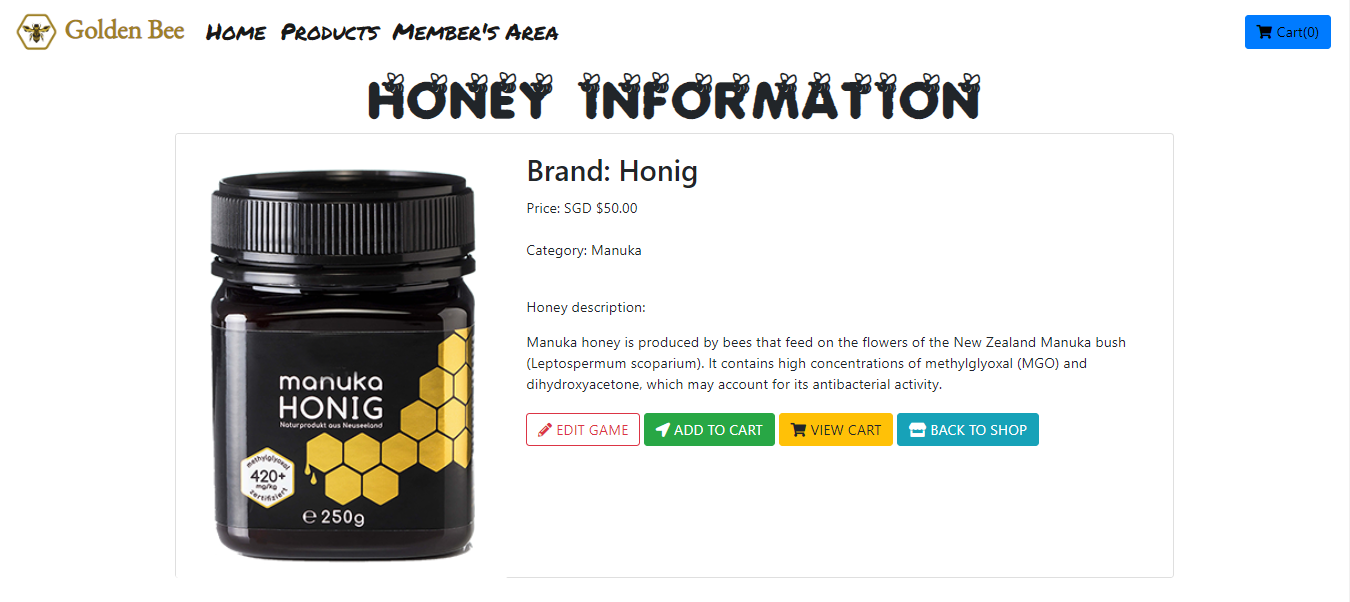 Golden Bee Home Products Member's Area Cart(0)
Honey Information
Brand: Honig
Price: SGD $50.00
Category: Manuka
Honey description:
Manuka honey is produced by bees that feed on the flowers of the New Zealand Manuka bush
(Leptospermum scoparium). It contains high concentrations of methylglyoxal (MGO) and
dihydroxyacetone, which may account for its antibacterial activity.
EDIT GAME ADD TO CART VIEW CART BACK TO SHOP
manuka
HONIG
Naturprodukt aus Neuseeland
methylglyoxal
420+
mg/kg
zertifiziert
℮ 250g